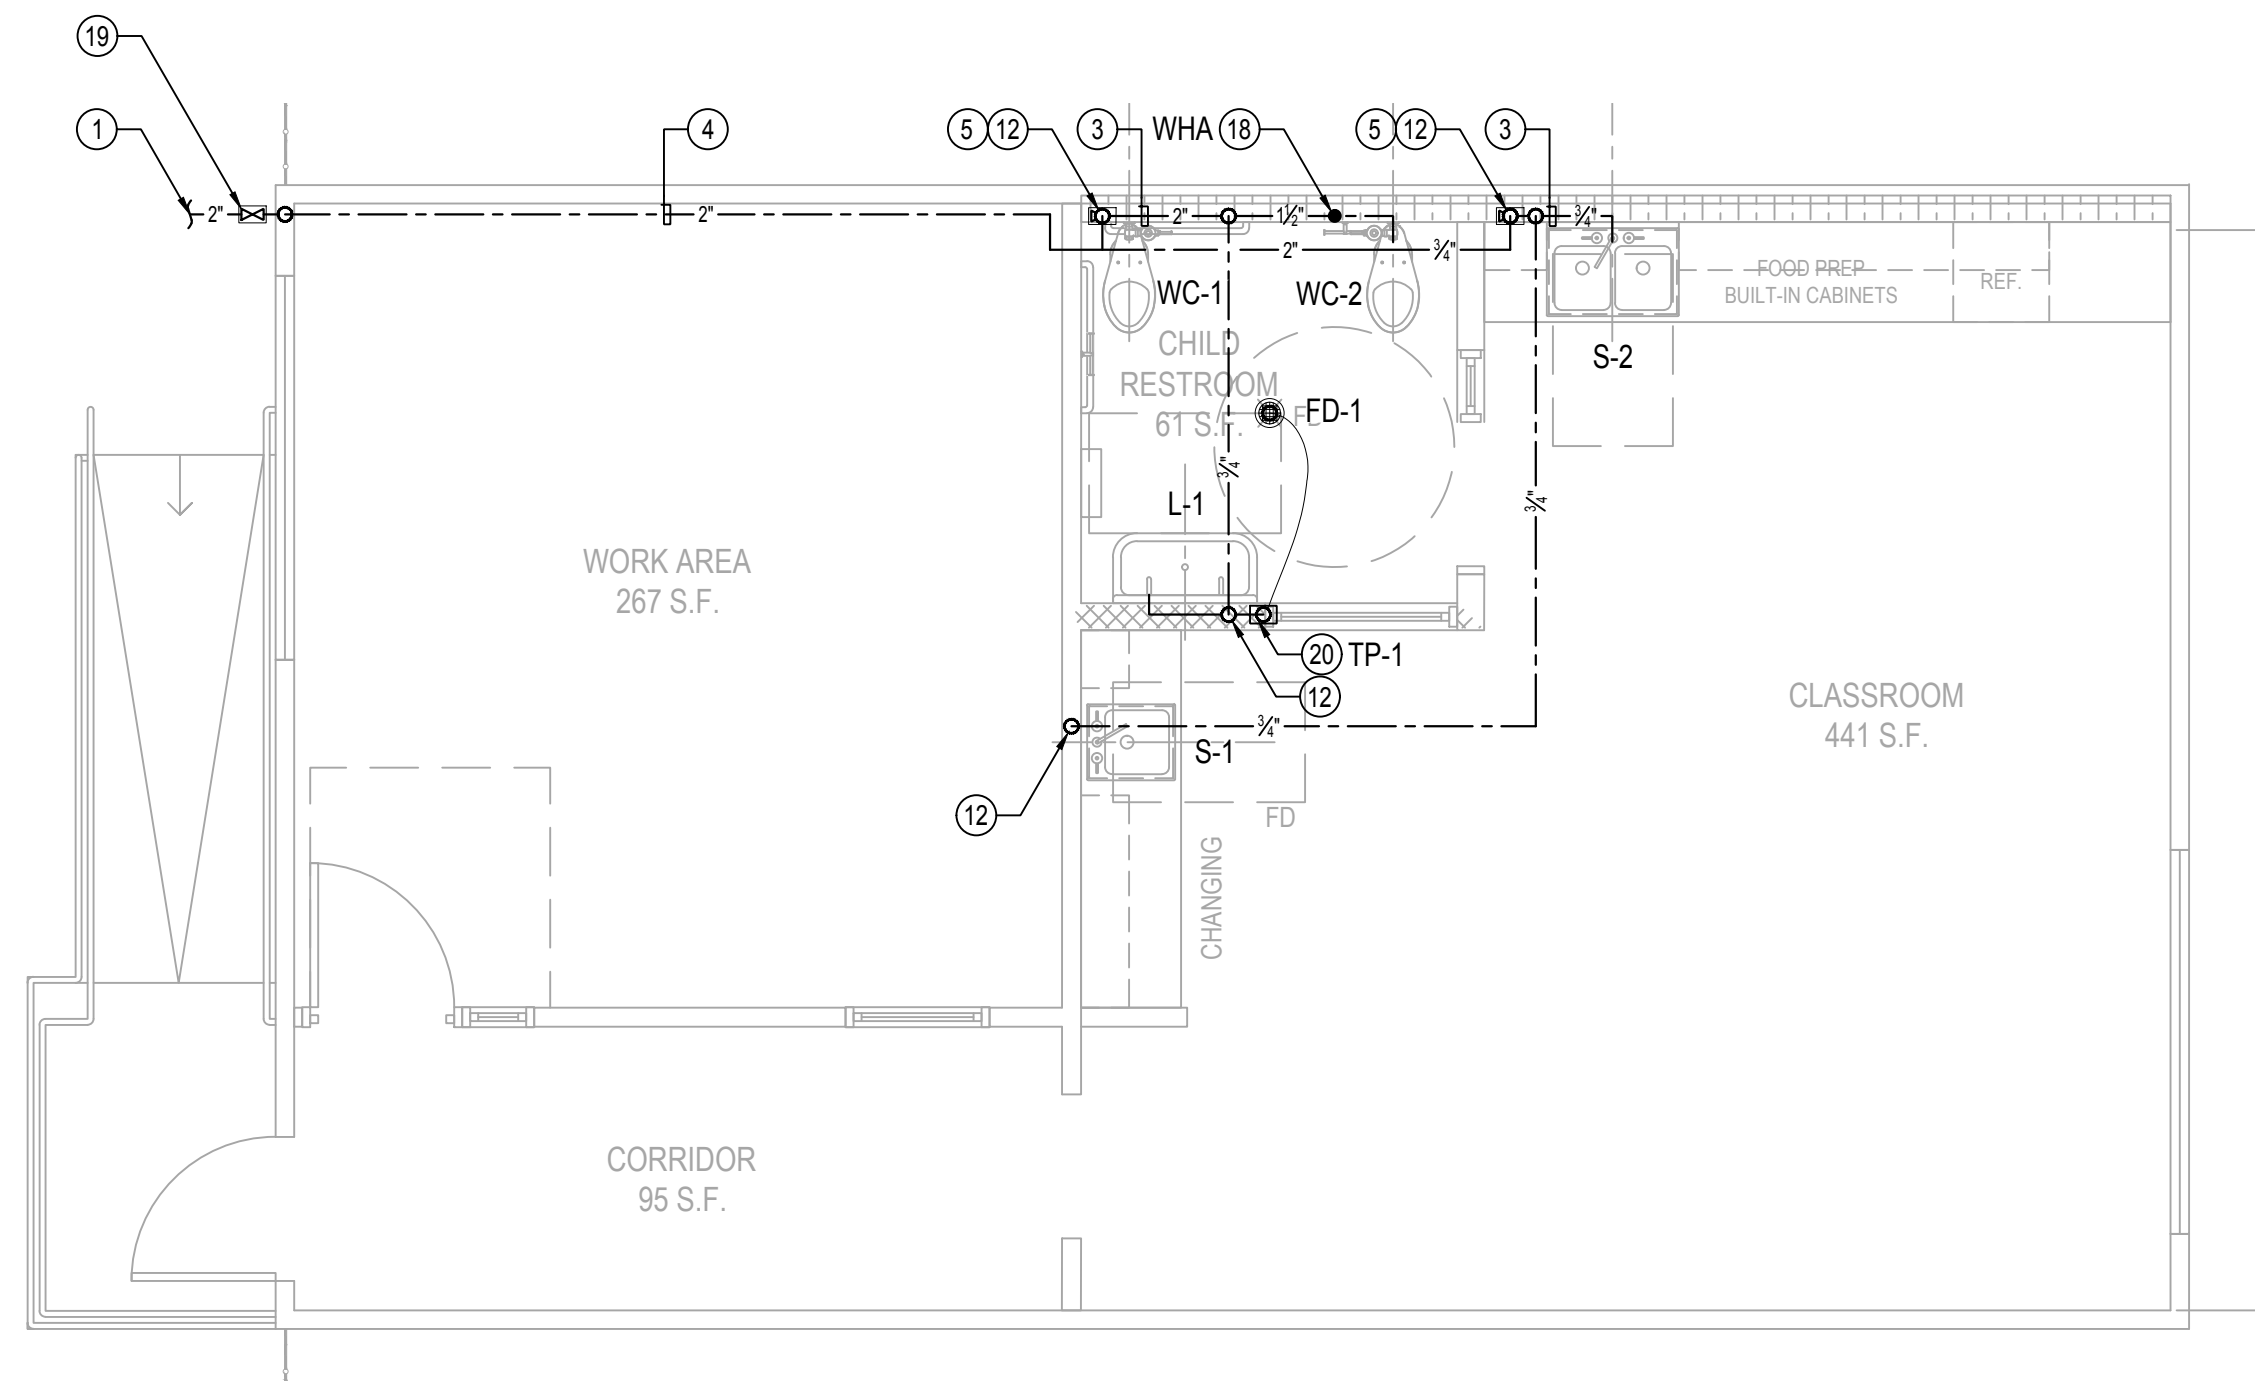 19
1
4
5 12
3
WHA 18
5 12
3
2"
2"
2"
1½"
¾"
2"
¾"
WC-1
WC-2
FOOD PREP
BUILT-IN CABINETS
REF.
CHILD
RESTROOM
61 S.F.
S-2
FD-1
FD
¾"
L-1
¾"
WORK AREA
267 S.F.
20 TP-1
12
CLASSROOM
441 S.F.
¾"
S-1
12
FD
CHANGING
CORRIDOR
95 S.F.